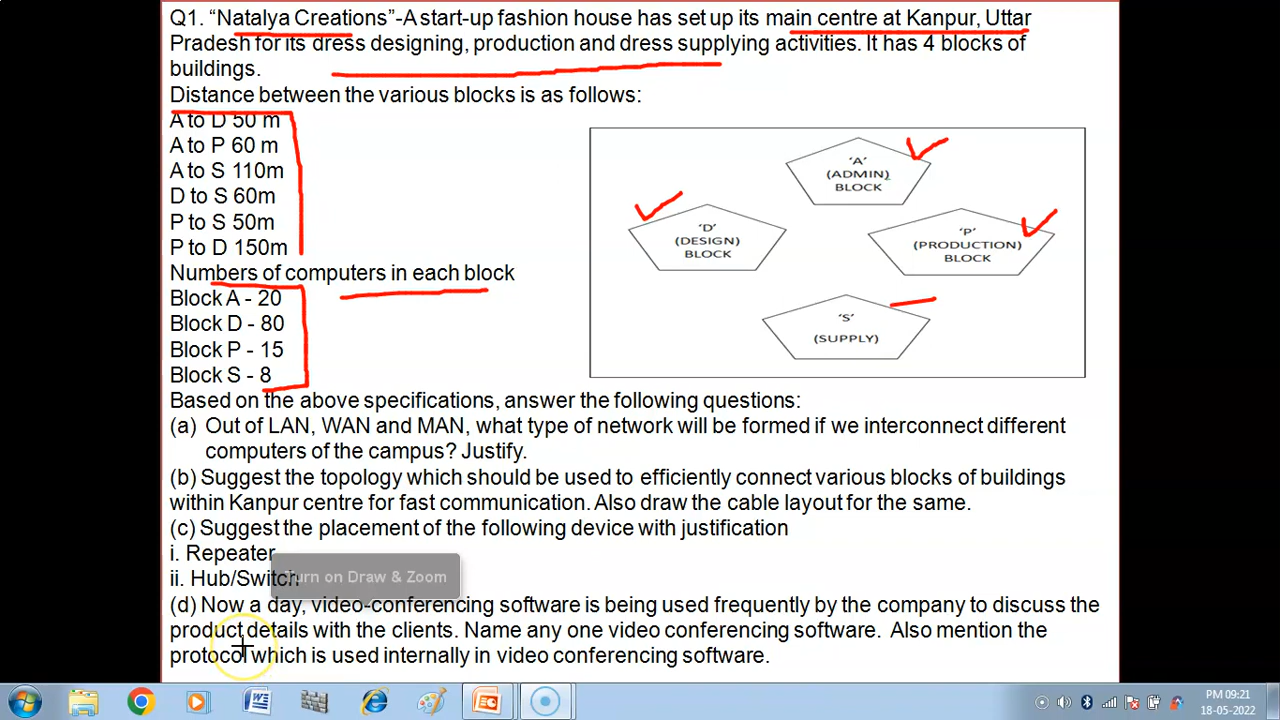 Q1. “Natalya Creations”-A start-up fashion house has set up its main centre at Kanpur, Uttar
Pradesh for its dress designing, production and dress supplying activities. It has 4 blocks of
buildings.
Distance between the various blocks is as follows:
A to D 50 m
A to P 60 m
A to S 110m
D to S 60m
P to S 50m
P to D 150m
Numbers of computers in each block
Block A - 20
Block D - 80
Block P - 15
Block S - 8
‘A’
(ADMIN)
BLOCK
‘D’
(DESIGN)
BLOCK
‘P’
(PRODUCTION)
BLOCK
‘S’
(SUPPLY)
Based on the above specifications, answer the following questions:
(a) Out of LAN, WAN and MAN, what type of network will be formed if we interconnect different
computers of the campus? Justify.
(b) Suggest the topology which should be used to efficiently connect various blocks of buildings
within Kanpur centre for fast communication. Also draw the cable layout for the same.
(c) Suggest the placement of the following device with justification
i. Repeater
ii. Hub/Switch
Turn on Draw & Zoom
(d) Now a day, video-conferencing software is being used frequently by the company to discuss the
product details with the clients. Name any one video conferencing software. Also mention the
protocol which is used internally in video conferencing software.
PM 09:21
18-05-2022